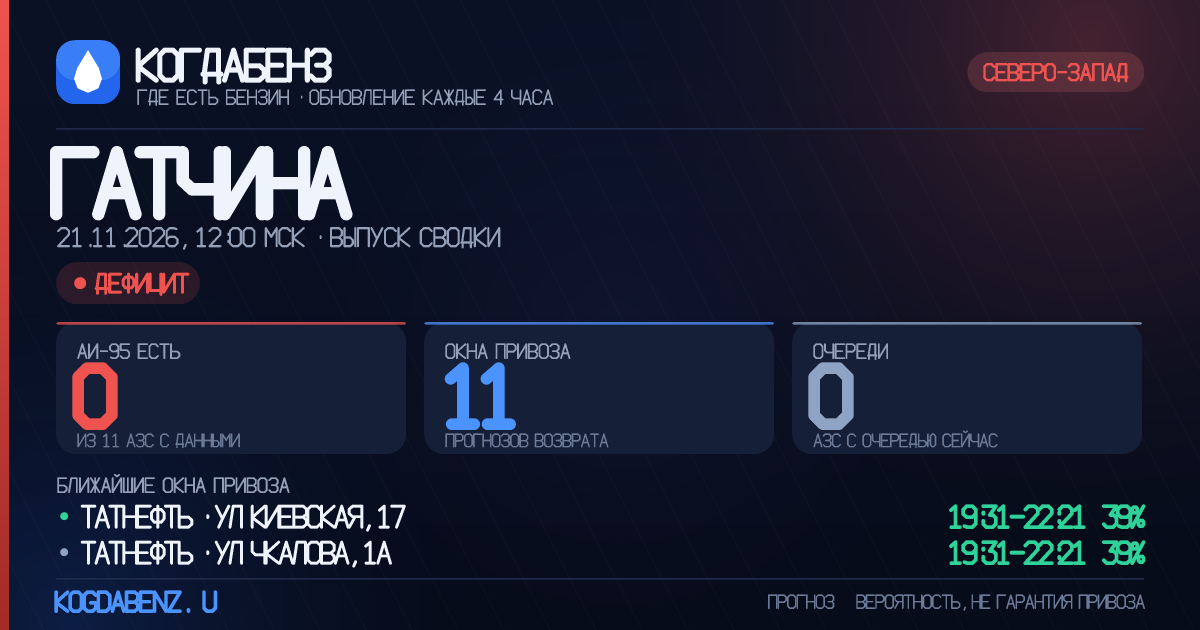 КОГДАБЕНЗ
ГДЕ ЕСТЬ БЕНЗИН · ОБНОВЛЕНИЕ КАЖДЫЕ 4 ЧАСА
СЕВЕРО-ЗАПАД
ГАТЧИНА
21.11.2026, 12:00 МСК · ВЫПУСК СВОДКИ
ДЕФИЦИТ
АИ-95 ЕСТЬ
0
ИЗ 11 АЗС С ДАННЫМИ
ОКНА ПРИВОЗА
11
ПРОГНОЗОВ ВОЗВРАТА
ОЧЕРЕДИ
0
АЗС С ОЧЕРЕДЬЮ СЕЙЧАС
БЛИЖАЙШИЕ ОКНА ПРИВОЗА
• ТАТНЕФТЬ · УЛ КИЕВСКАЯ, 17 19:31-22:21 39%
• ТАТНЕФТЬ · УЛ ЧКАЛОВА, 1А 19:31-22:21 39%
KOGDABENZ. U
ПРОГНОЗ ВЕРОЯТНОСТЬ, НЕ ГАРАНТИЯ ПРИВОЗА